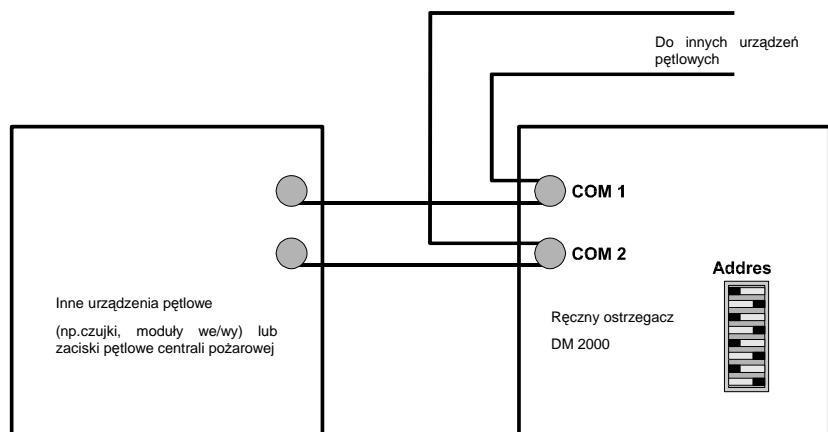 Do innych urządzeń
pętlowych
COM 1
COM 2
Addres
Inne urządzenia pętlowe
(np.czujki, moduły we/wy) lub
zaciski pętlowe centrali pożarowej
Ręczny ostrzegacz
DM 2000